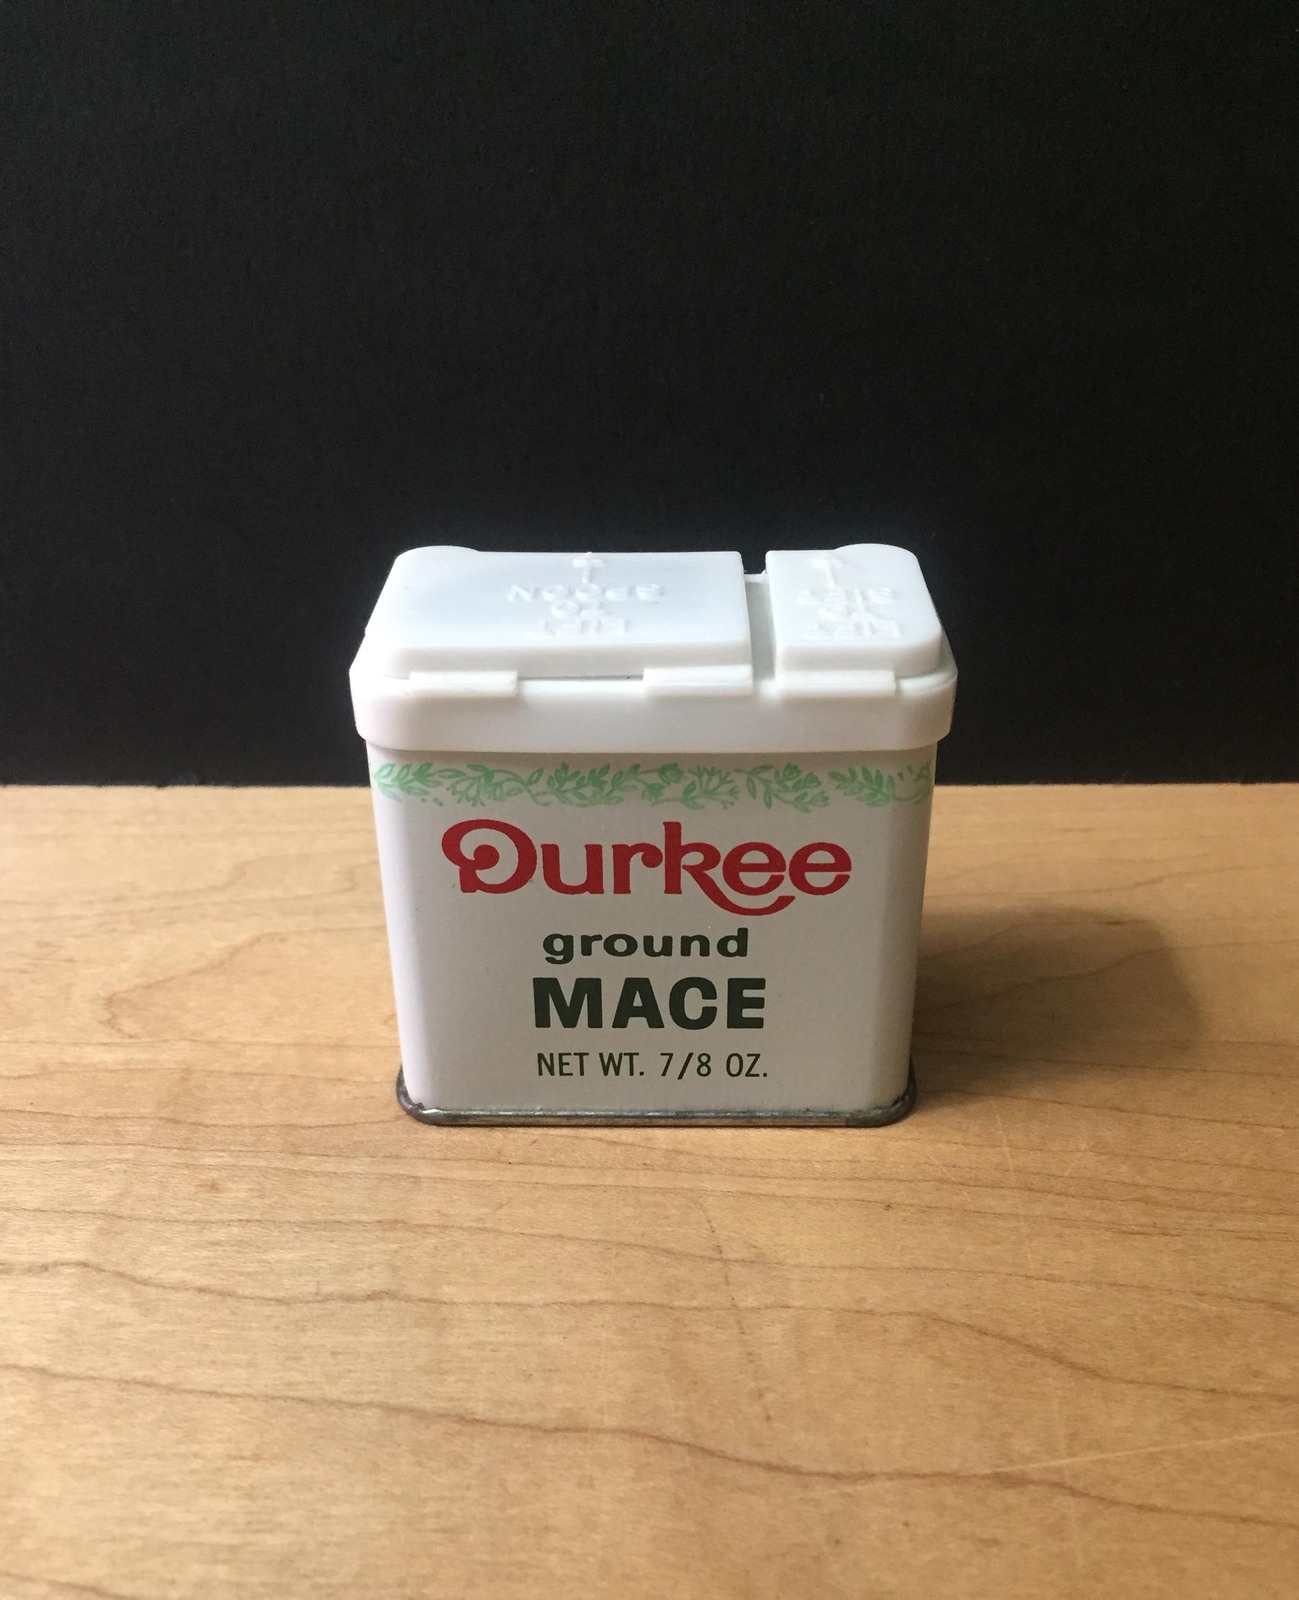 LIFT
TO
SPOON
LIFT
TO
SIFT
Durkee
ground
MACE
NET WT. 7/8 OZ.